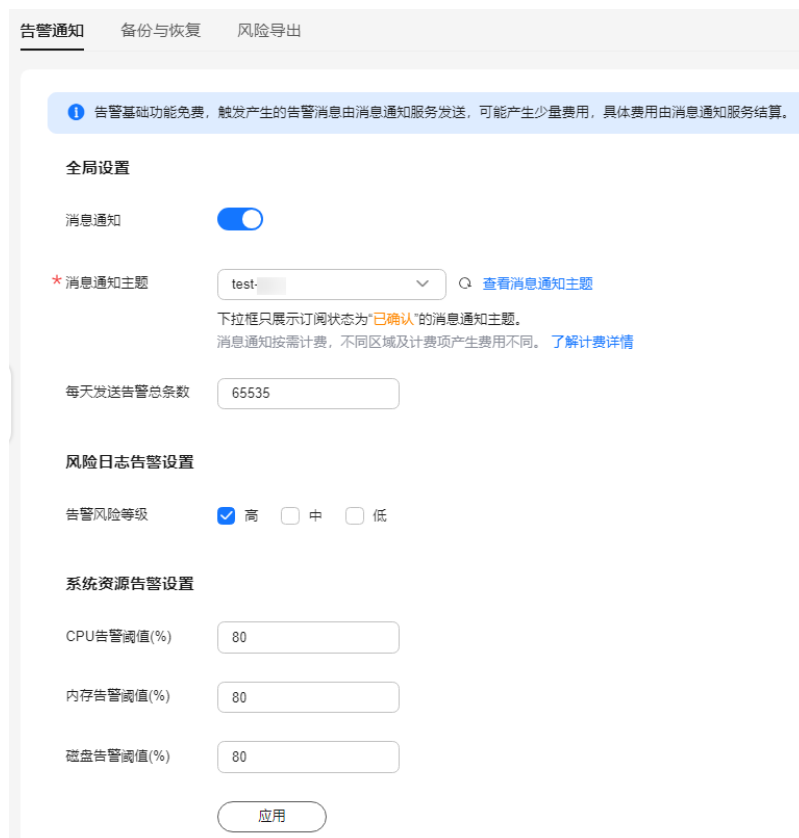 告警通知 备份与恢复 风险导出
告警基础功能免费，触发产生的告警消息由消息通知服务发送，可能产生少量费用，具体费用由消息通知服务结算。
全局设置
消息通知
* 消息通知主题 test- 查看消息通知主题
下拉框只展示订阅状态为“已确认”的消息通知主题。
消息通知按需计费，不同区域及计费项产生费用不同。 了解计费详情
每天发送告警总条数 65535
风险日志告警设置
告警风险等级 高 中 低
系统资源告警设置
CPU告警阈值(%) 80
内存告警阈值(%) 80
磁盘告警阈值(%) 80
应用